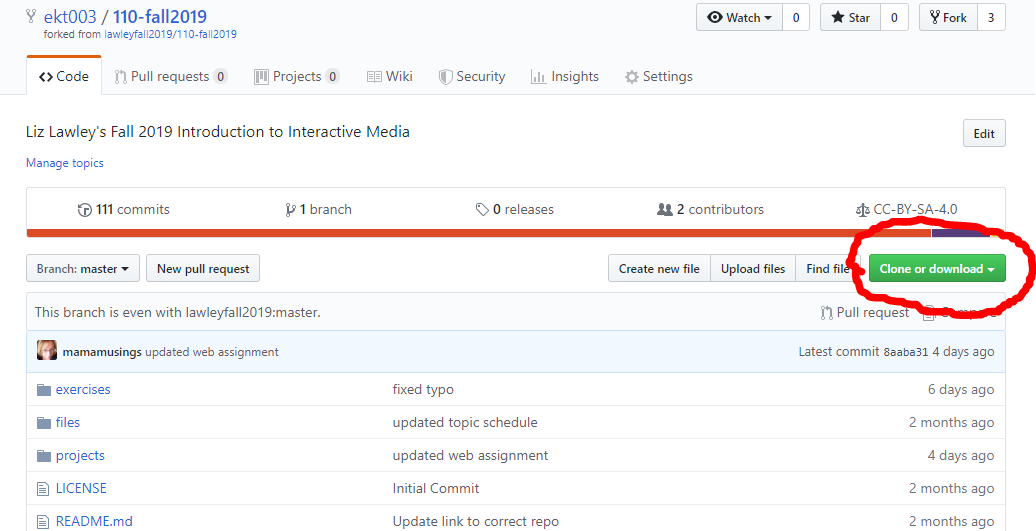 ekt003 / 110-fall2019 Watch 0 Star 0 Fork 3
forked from lawleyfall2019/110-fall2019
Code Pull requests 0 Projects 0 Wiki Security Insights Settings
Liz Lawley's Fall 2019 Introduction to Interactive Media Edit
Manage topics
111 commits 1 branch 0 releases 2 contributors CC-BY-SA-4.0
Branch: master New pull request Create new file Upload files Find file Clone or download
This branch is even with lawleyfall2019:master. Pull request
mamamusings updated web assignment Latest commit 8aaba31 4 days ago
exercises fixed typo 6 days ago
files updated topic schedule 2 months ago
projects updated web assignment 4 days ago
LICENSE Initial Commit 2 months ago
README.md Update link to correct repo 2 months ago